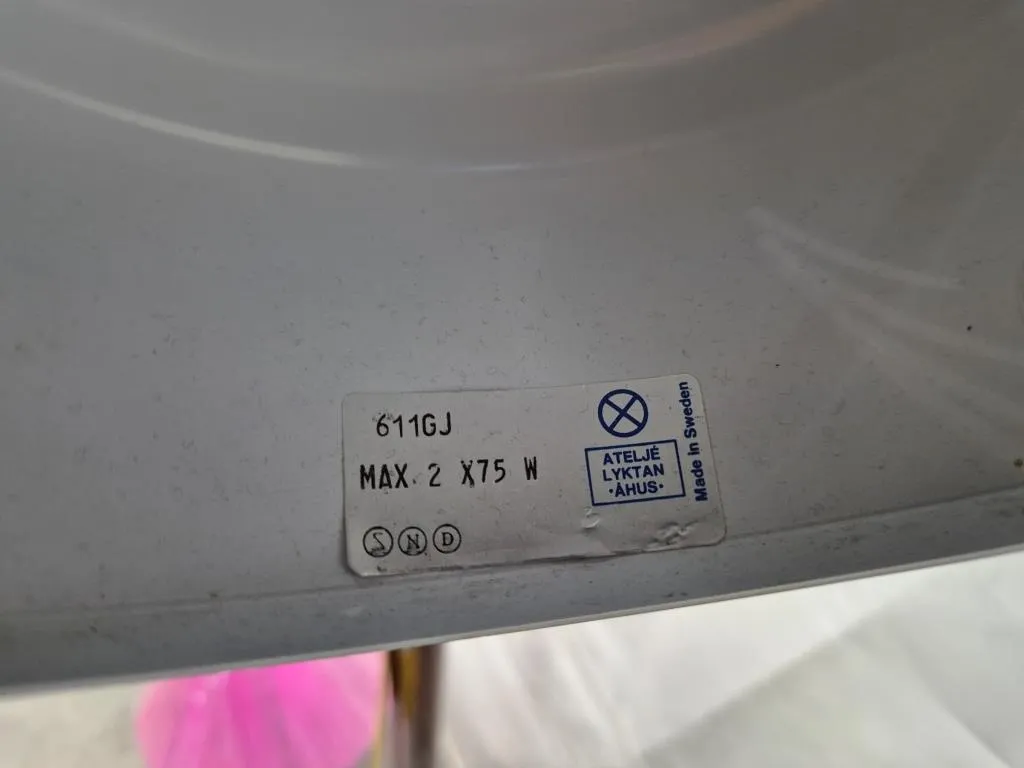 611GJ
MAX. 2 X75 W
S N D
ATELJÉ
LYKTAN
·ÅHUS·
Made in Sweden